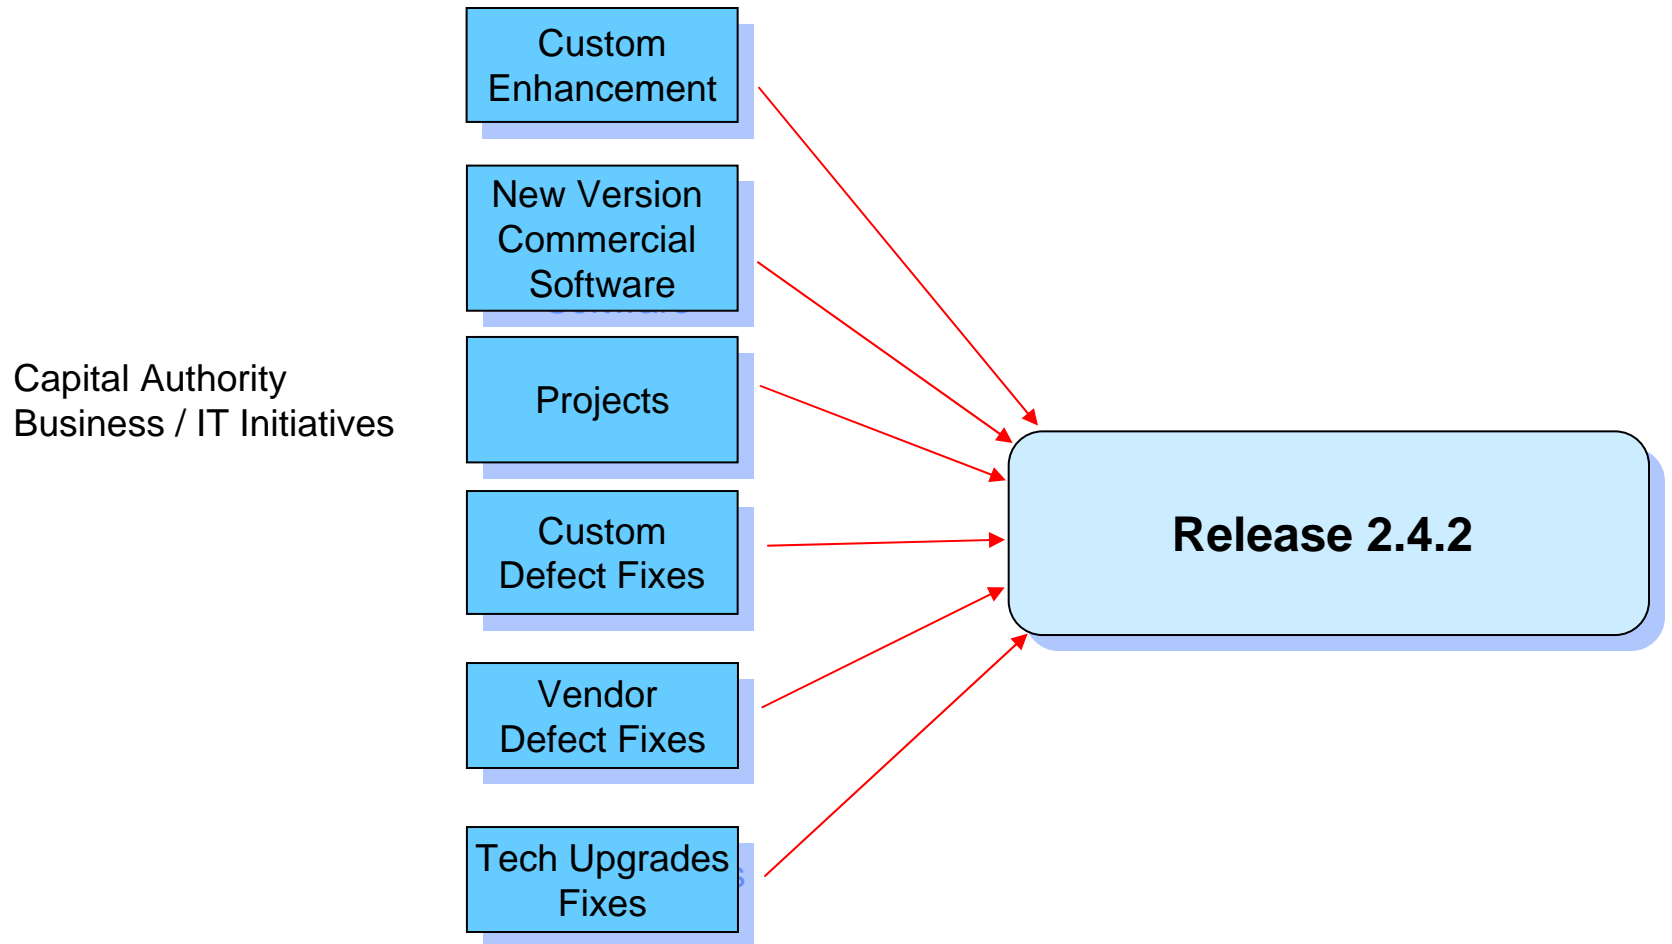 Custom
Enhancement
New Version
Commercial
Software
Capital Authority
Business / IT Initiatives
Projects
Custom
Defect Fixes
Release 2.4.2
Vendor
Defect Fixes
Tech Upgrades
Fixes